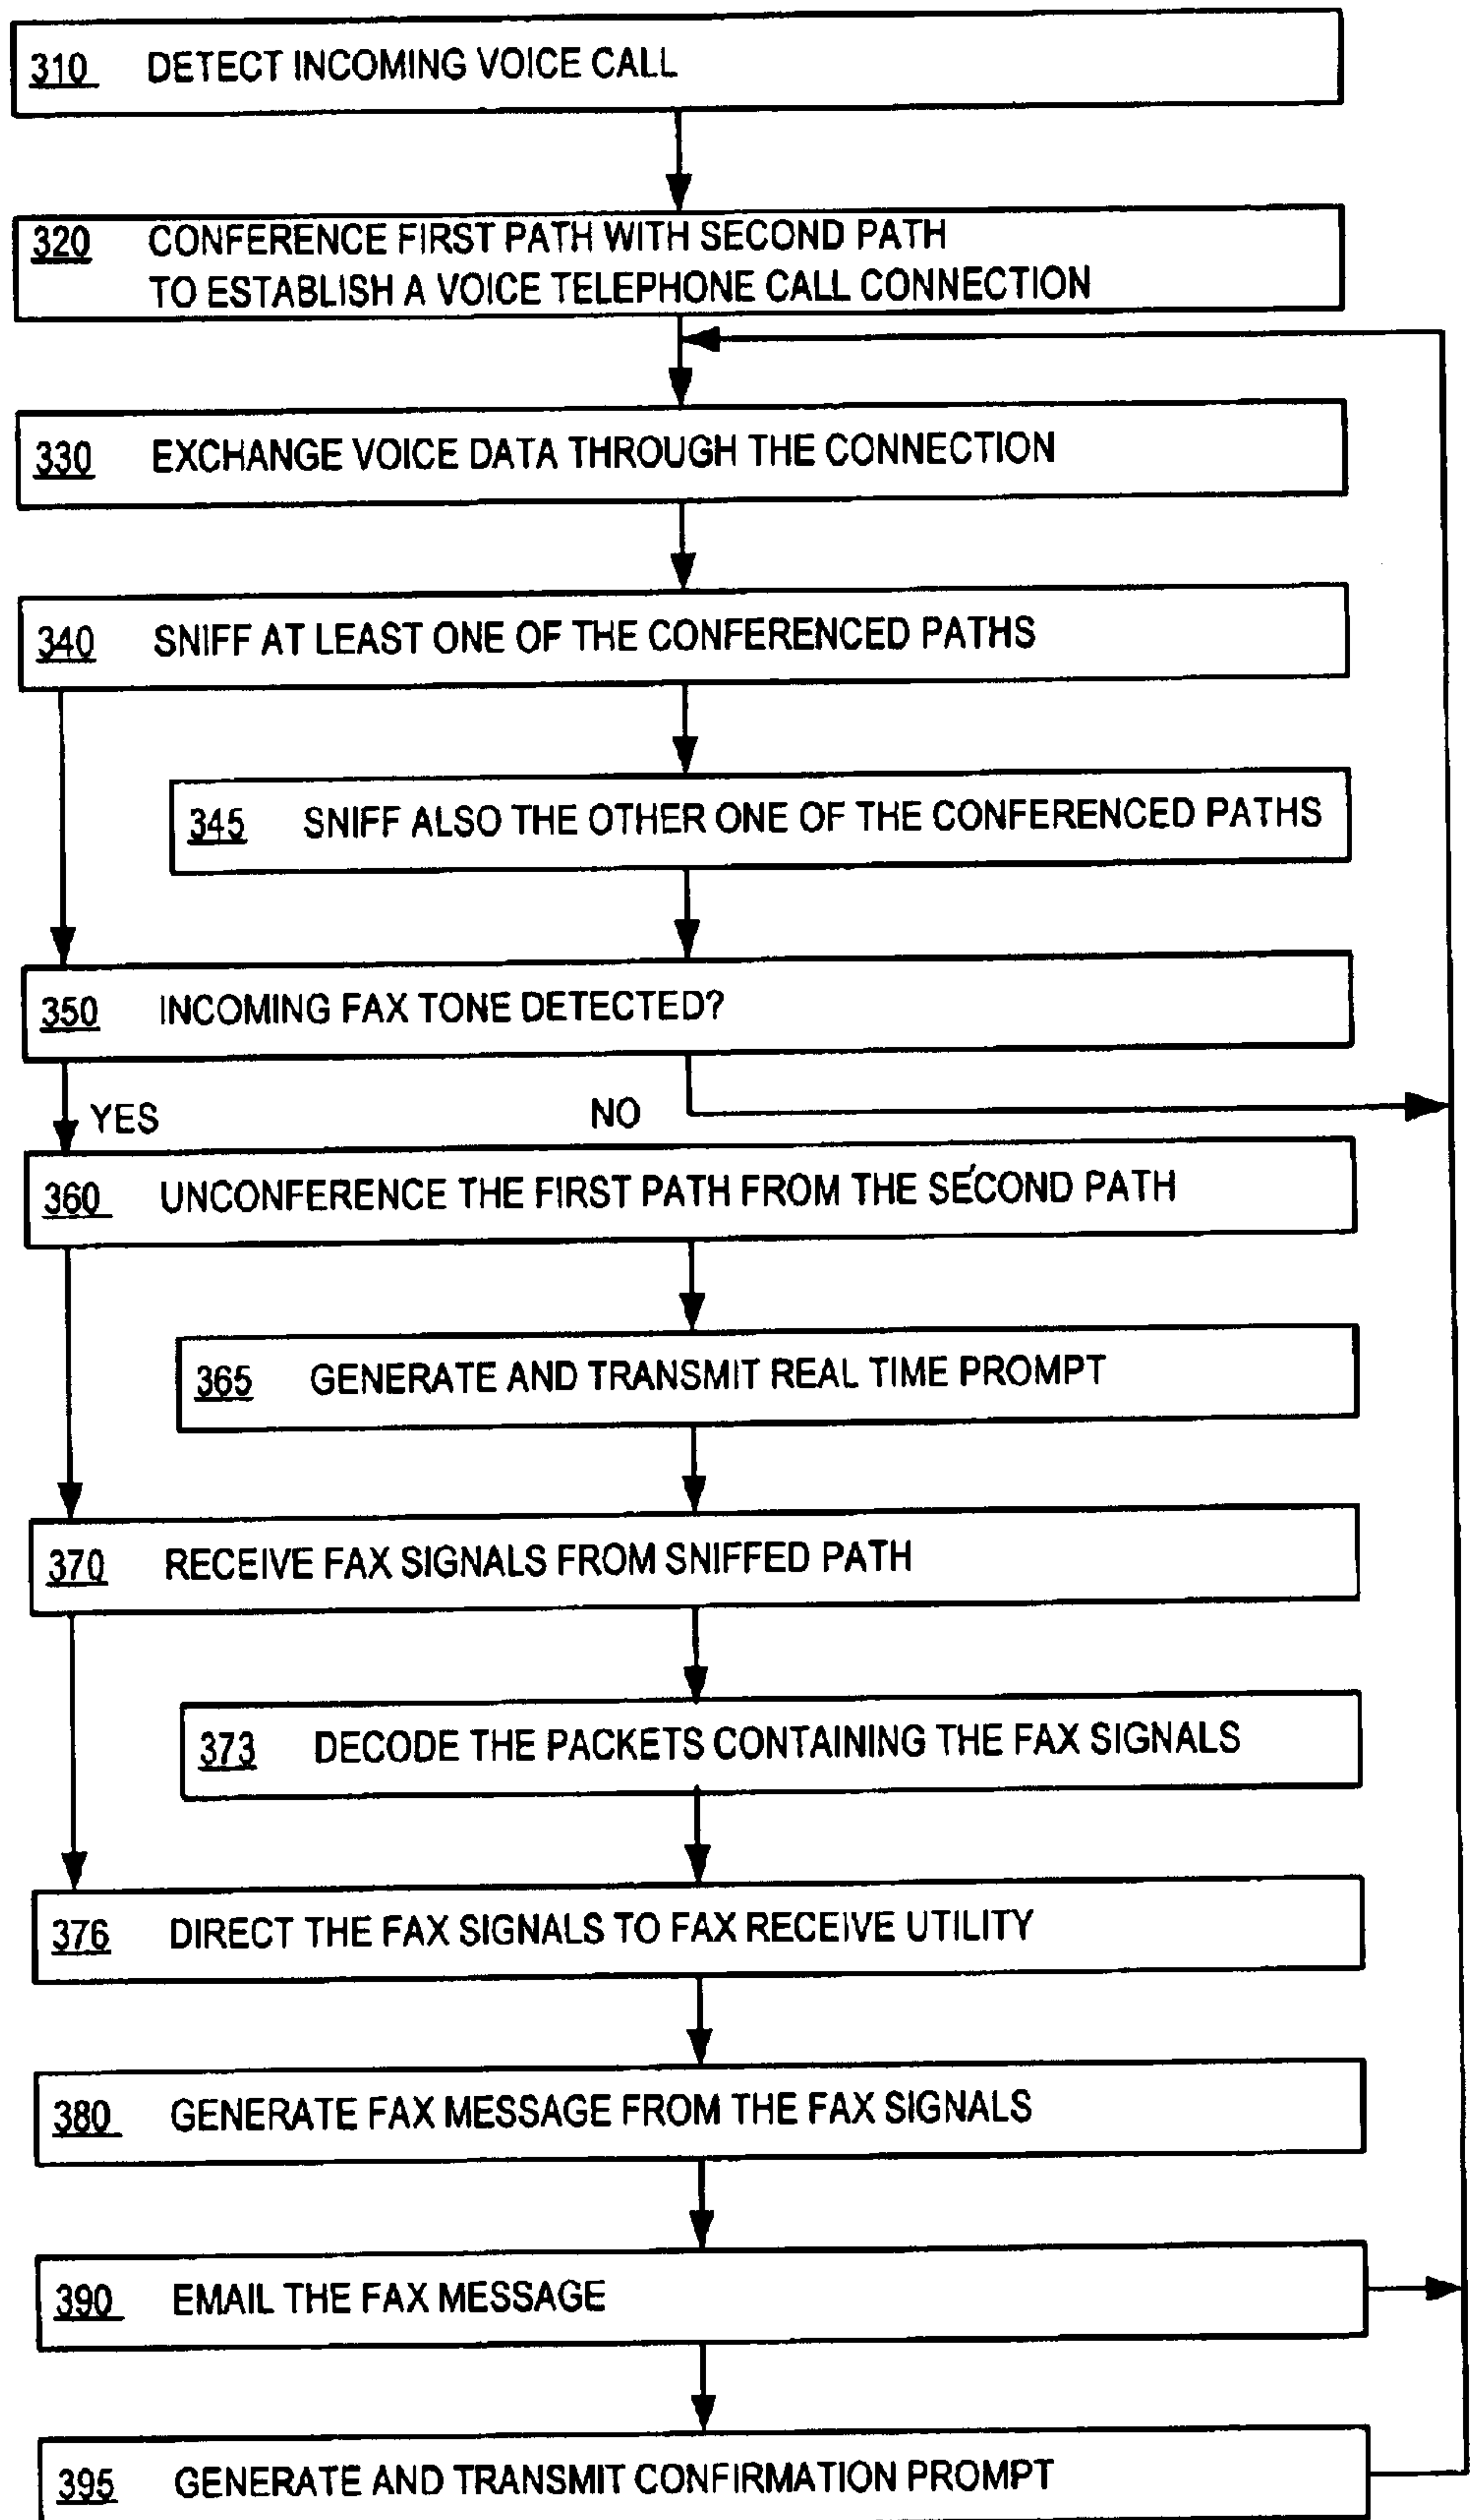 310 DETECT INCOMING VOICE CALL
320 CONFERENCE FIRST PATH WITH SECOND PATH
TO ESTABLISH A VOICE TELEPHONE CALL CONNECTION
330 EXCHANGE VOICE DATA THROUGH THE CONNECTION
340 SNIFF AT LEAST ONE OF THE CONFERENCED PATHS
345 SNIFF ALSO THE OTHER ONE OF THE CONFERENCED PATHS
350 INCOMING FAX TONE DETECTED?
YES NO
360 UNCONFERENCE THE FIRST PATH FROM THE SECOND PATH
365 GENERATE AND TRANSMIT REAL TIME PROMPT
370 RECEIVE FAX SIGNALS FROM SNIFFED PATH
373 DECODE THE PACKETS CONTAINING THE FAX SIGNALS
376 DIRECT THE FAX SIGNALS TO FAX RECEIVE UTILITY
380 GENERATE FAX MESSAGE FROM THE FAX SIGNALS
390 EMAIL THE FAX MESSAGE
395 GENERATE AND TRANSMIT CONFIRMATION PROMPT